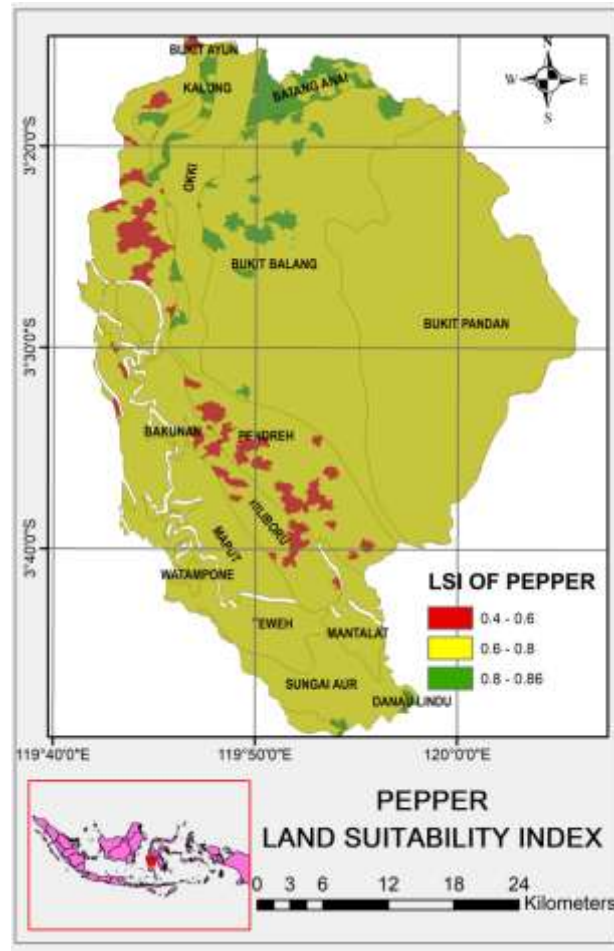 BUKIT AYUN
KALUNG
BATANG ANAI
N
W E
S
3°20'0"S
OKKI
BUKIT BALANG
BUKIT PANDAN
3°30'0"S
BAKUNAN
PENDREH
KILIBORU
MAPUT
3°40'0"S
WATAMPONE
TEWEH
MANTALAT
SUNGAI AUR
DANAU LINDU
LSI OF PEPPER
0.4 - 0.6
0.6 - 0.8
0.8 - 0.86
119°40'0"E
119°50'0"E
120°0'0"E
PEPPER
LAND SUITABILITY INDEX
0 3 6 12 18 24
Kilometers